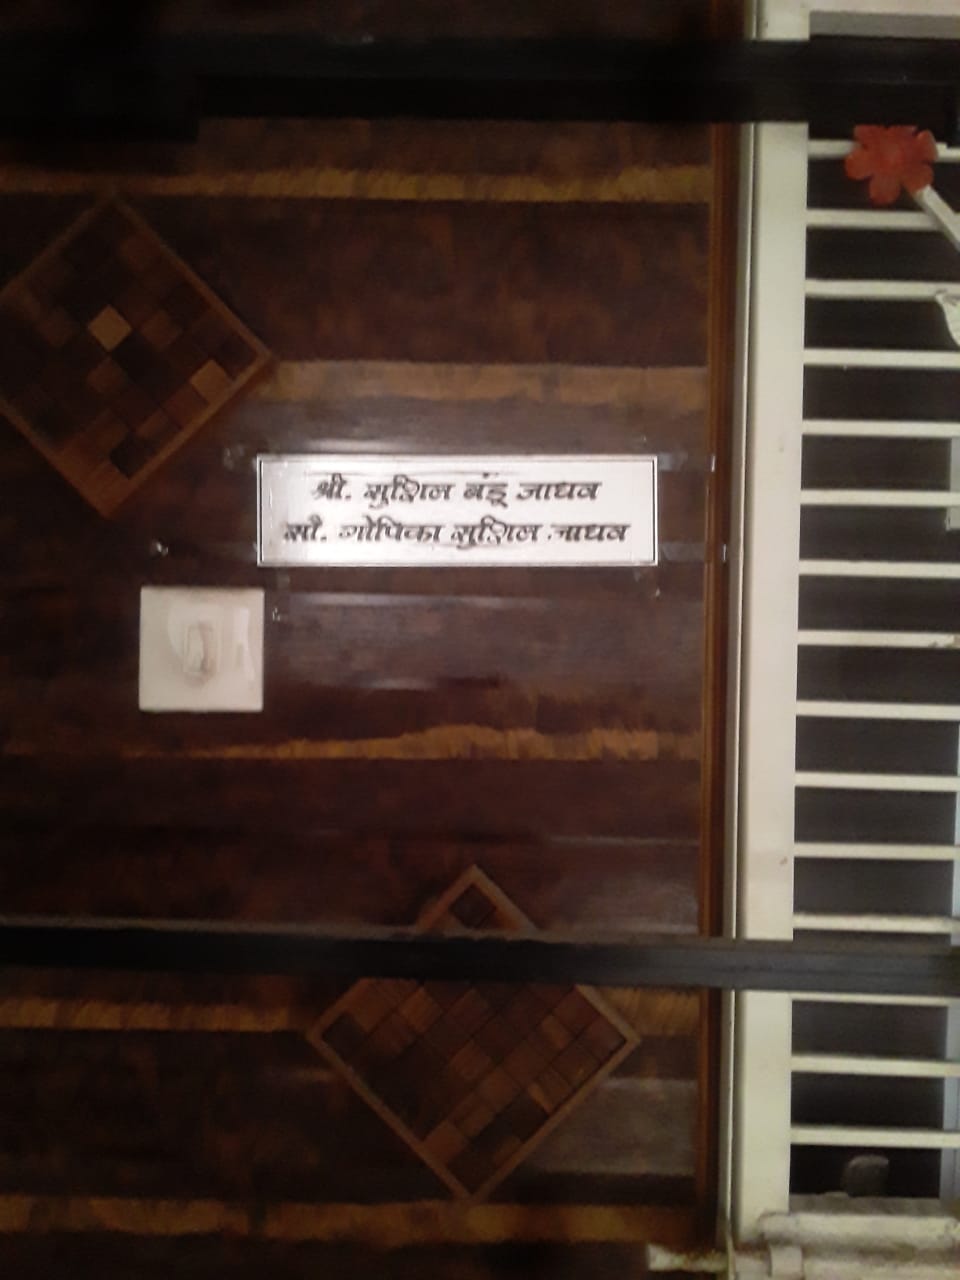 श्री. सुशिल बंडू जाधव
सौ. गोपिका सुशिल जाधव